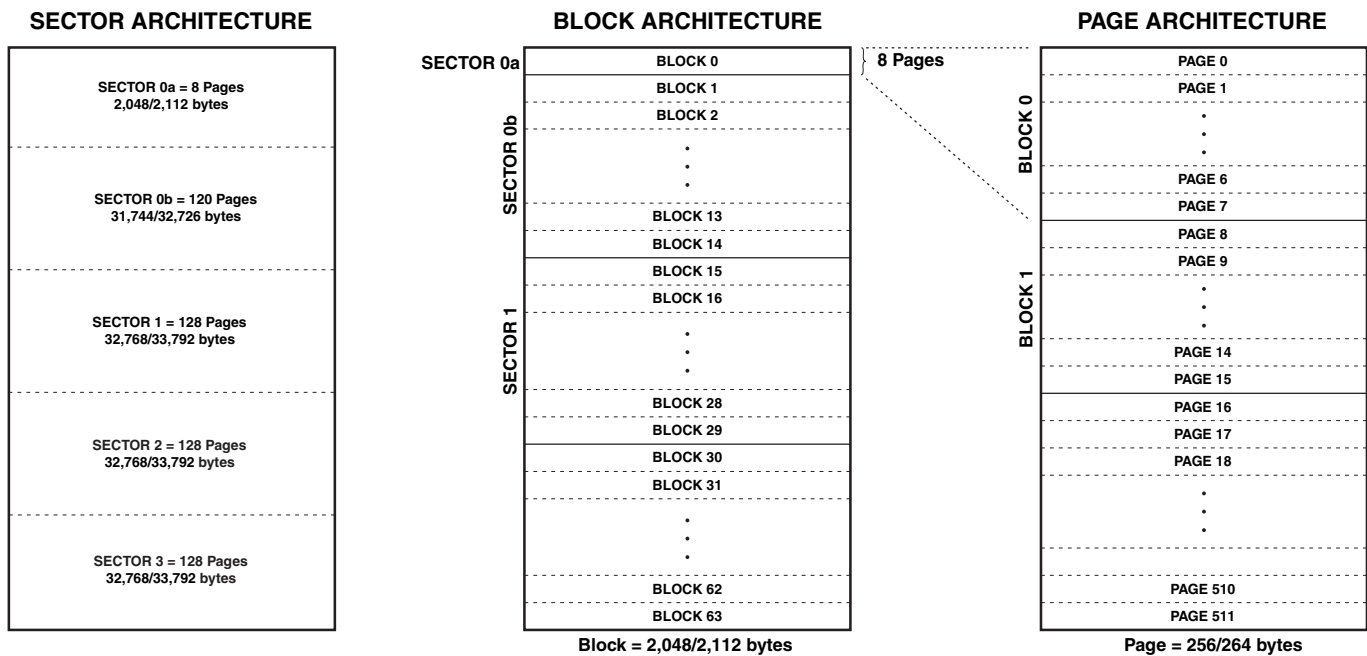 SECTOR ARCHITECTURE
SECTOR 0a = 8 Pages
2,048/2,112 bytes
SECTOR 0b = 120 Pages
31,744/32,726 bytes
SECTOR 1 = 128 Pages
32,768/33,792 bytes
SECTOR 2 = 128 Pages
32,768/33,792 bytes
SECTOR 3 = 128 Pages
32,768/33,792 bytes
BLOCK ARCHITECTURE
SECTOR 0a
SECTOR 0b
SECTOR 1
BLOCK 0
BLOCK 1
BLOCK 2
BLOCK 13
BLOCK 14
BLOCK 15
BLOCK 16
BLOCK 28
BLOCK 29
BLOCK 30
BLOCK 31
BLOCK 62
BLOCK 63
Block = 2,048/2,112 bytes
8 Pages
PAGE ARCHITECTURE
BLOCK 0
BLOCK 1
PAGE 0
PAGE 1
PAGE 6
PAGE 7
PAGE 8
PAGE 9
PAGE 14
PAGE 15
PAGE 16
PAGE 17
PAGE 18
PAGE 510
PAGE 511
Page = 256/264 bytes